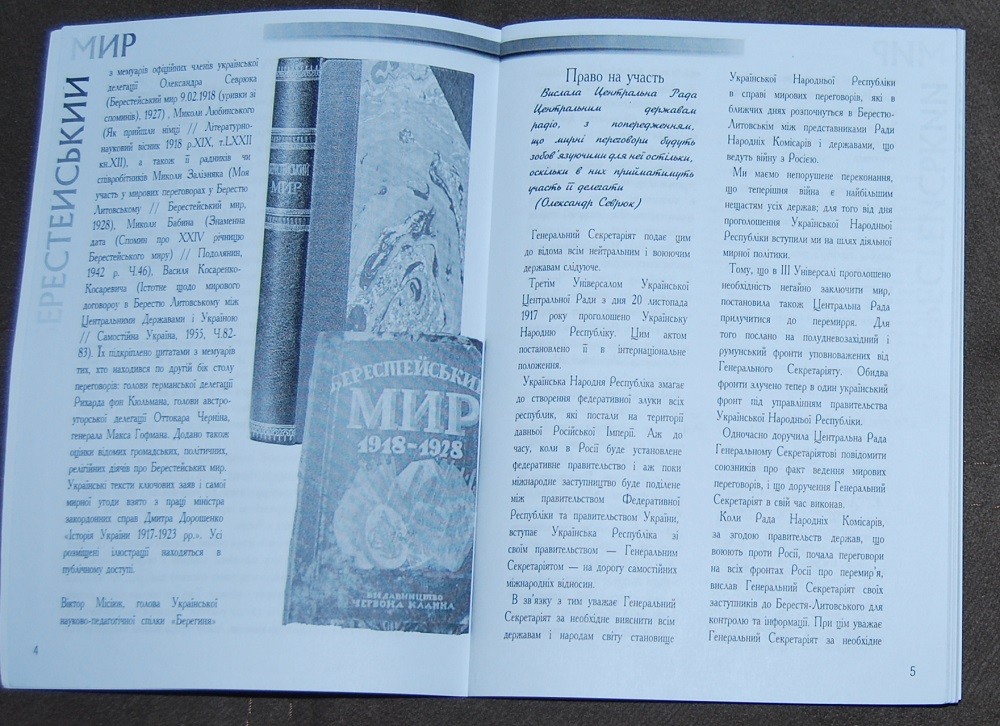 МИР
БЕРЕСТЕЙСЬКИЙ
з мемуарів офіційних членів української
делегації Олександра Севрюка
(Берестейський мир 9.02.1918 (уривки зі
споминів), 1927) , Миколи Любинського
(Як прийшли німці // Літературно-
науковий вісник 1918 р.XIX, т.LXXII
кн.XII), а також її радників чи
співробітників Миколи Залізняка (Моя
участь у мирових переговорах у Берестю
Литовському // Берестейський мир,
1928), Миколи Бабина (Знаменна
дата (Спомин про XXIV річницю
Берестейського миру) // Подолянин,
1942 р. Ч.46), Василя Косаренко-
Косаревича (Істотне щодо мирового
договороу в Берестю Литовському між
Центральними Державами і Україною
// Самостійна Україна, 1955, Ч.82-
83). Їх підкріплено цитатами з мемуарів
тих, хто находився по другій бік столу
переговорів: голови германської делегації
Рихарда фон Кюльмана, голови австро-
угорської делегації Оттокара Черніна,
генерала Макса Гофмана. Додано також
оцінки відомих громадських, політичних,
релігійних діячів про Берестейських мир.
Українські тексти ключових заяв і самої
мирної угоди взято з праці міністра
закордонних справ Дмитра Дорошенко
«Історія України 1917-1923 рр.». Усі
розміщені ілюстрації находяться в
публічному доступі.
Віктор Місіюк, голова Української
науково-педагогічної спілки «Берегиня»
4
МИР
БЕРЕСТЕЙСЬКИЙ
МИР
1918-1928
ВИДАВНИЦТВО
ЧЕРВОНА КАЛИНА
Право на участь
Вислала Центральна Рада
Центральним державам
радіо, з попередженням,
що мирні переговори будуть
зобов'язуючими для неї остільки,
оскільки в них прийматимуть
участь її делегати
(Олександр Севрюк)
Генеральний Секретаріят подає цим
до відома всім нейтральним і воюючим
державам слідуюче.
Третім Універсалом Української
Центральної Ради з дня 20 листопада
1917 року проголошено Українську
Народню Республіку. Цим актом
постановлено її в інтернаціональне
положення.
Українська Народня Республіка змагає
до створення федеративної злуки всіх
республик, які постали на території
давньої Російської Імперії. Аж до
часу, коли в Росії буде установлене
федеративне правительство і аж поки
міжнародне заступництво буде поділене
між правительством Федеративної
Республіки та правительством України,
вступає Українська Республіка зі
своїм правительством — Генеральним
Секретаріятом — на дорогу самостійних
міжнародніх відносин.
В зв'язку з тим уважає Генеральний
Секретаріят за необхідне вияснити всім
державам і народам світу становище
Української Народньої Республіки
в справі мирових переговорів, які в
ближчих днях розпочнуться в Берестю-
Литовськім між представниками Ради
Народніх Комісарів і державами, що
ведуть війну з Росією.
Ми маємо непорушене переконання,
що теперішня війна є найбільшим
нещастям усіх держав; для того від дня
проголошення Української Народньої
Республіки вступили ми на шлях діяльної
мирної політики.
Тому, що в III Універсалі проголошено
необхідність негайно заключити мир,
постановила також Центральна Рада
прилучитися до перемирря. Для
того послано на полудневозахідний і
румунський фронти уповноважених від
Генерального Секретаріяту. Обидва
фронти злучено тепер в один український
фронт під управлінням правительства
Української Народньої Республіки.
Одночасно доручила Центральна Рада
Генеральному Секретаріятові повідомити
союзників про факт ведення мирових
переговорів, і що доручення Генеральний
Секретаріят в свій час виконав.
Коли Рада Народніх Комісарів,
за згодою правительств держав, що
воюють проти Росії, почала переговори
на всіх фронтах Росії про перемир'я,
вислав Генеральний Секретаріят своїх
заступників до Берестя-Литовського для
контролю та інформації. При цім уважає
Генеральний Секретаріят за необхідне
5